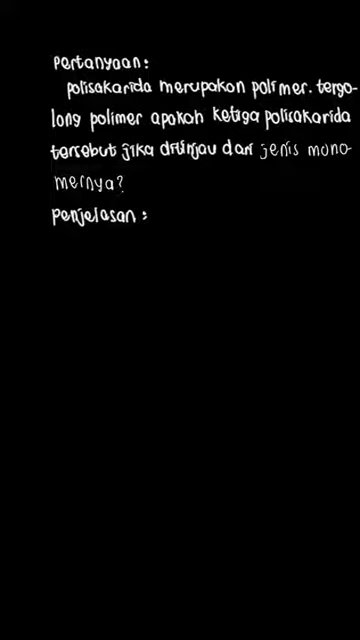 Pertanyaan:
polisakarida merupakan polimer. tergo-
long polimer apakah ketiga polisakarida
tersebut jika ditinjau dari jenis mono-
mernya?
Penjelasan: